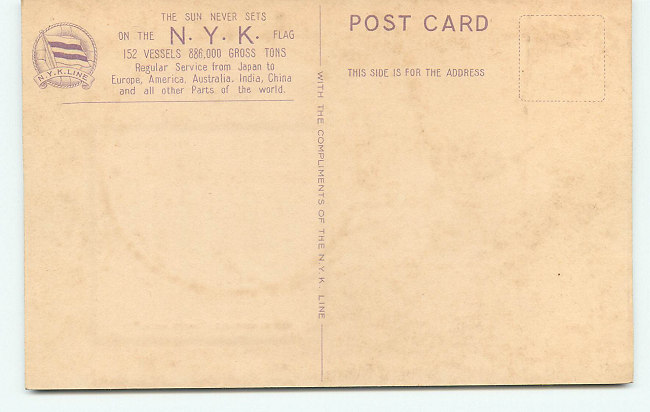 THE SUN NEVER SETS
ON THE N. Y. K. FLAG
152 VESSELS 886,000 GROSS TONS
Regular Service from Japan to
Europe, America, Australia, India, China
and all other Parts of the world.
N.Y.K.LINE
WITH THE COMPLIMENTS OF THE N.Y.K. LINE
POST CARD
THIS SIDE IS FOR THE ADDRESS